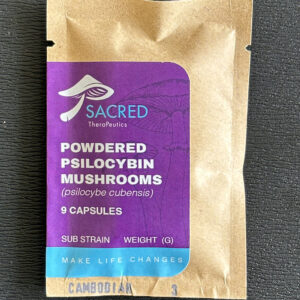 SACRED
TheraPeutics
POWDERED
PSILOCYBIN
MUSHROOMS
(psilocybe cubensis)
9 CAPSULES
SUB STRAIN WEIGHT (G)
MAKE LIFE CHANGES
CAMBODIAN 3